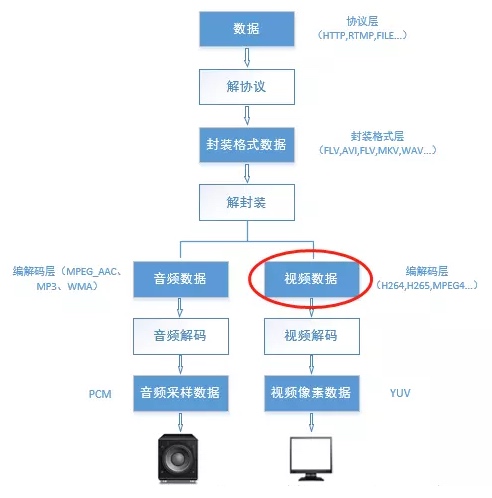 数据
协议层
（HTTP,RTMP,FILE...）
解协议
封装格式数据
封装格式层
（FLV,AVI,FLV,MKV,WAV...）
解封装
编解码层（MPEG_AAC、
MP3、WMA）
音频数据
视频数据
编解码层
（H264,H265,MPEG4...）
音频解码
视频解码
PCM
音频采样数据
视频像素数据
YUV